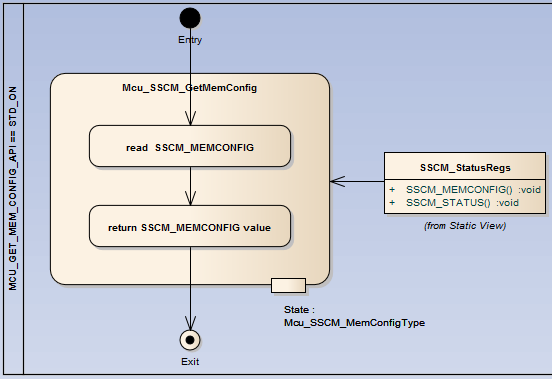 MCU_GET_MEM_CONFIG_API == STD_ON
Entry
Mcu_SSCM_GetMemConfig
read SSCM_MEMCONFIG
return SSCM_MEMCONFIG value
SSCM_StatusRegs
+ SSCM_MEMCONFIG() :void
+ SSCM_STATUS() :void
(from Static View)
State :
Mcu_SSCM_MemConfigType
Exit